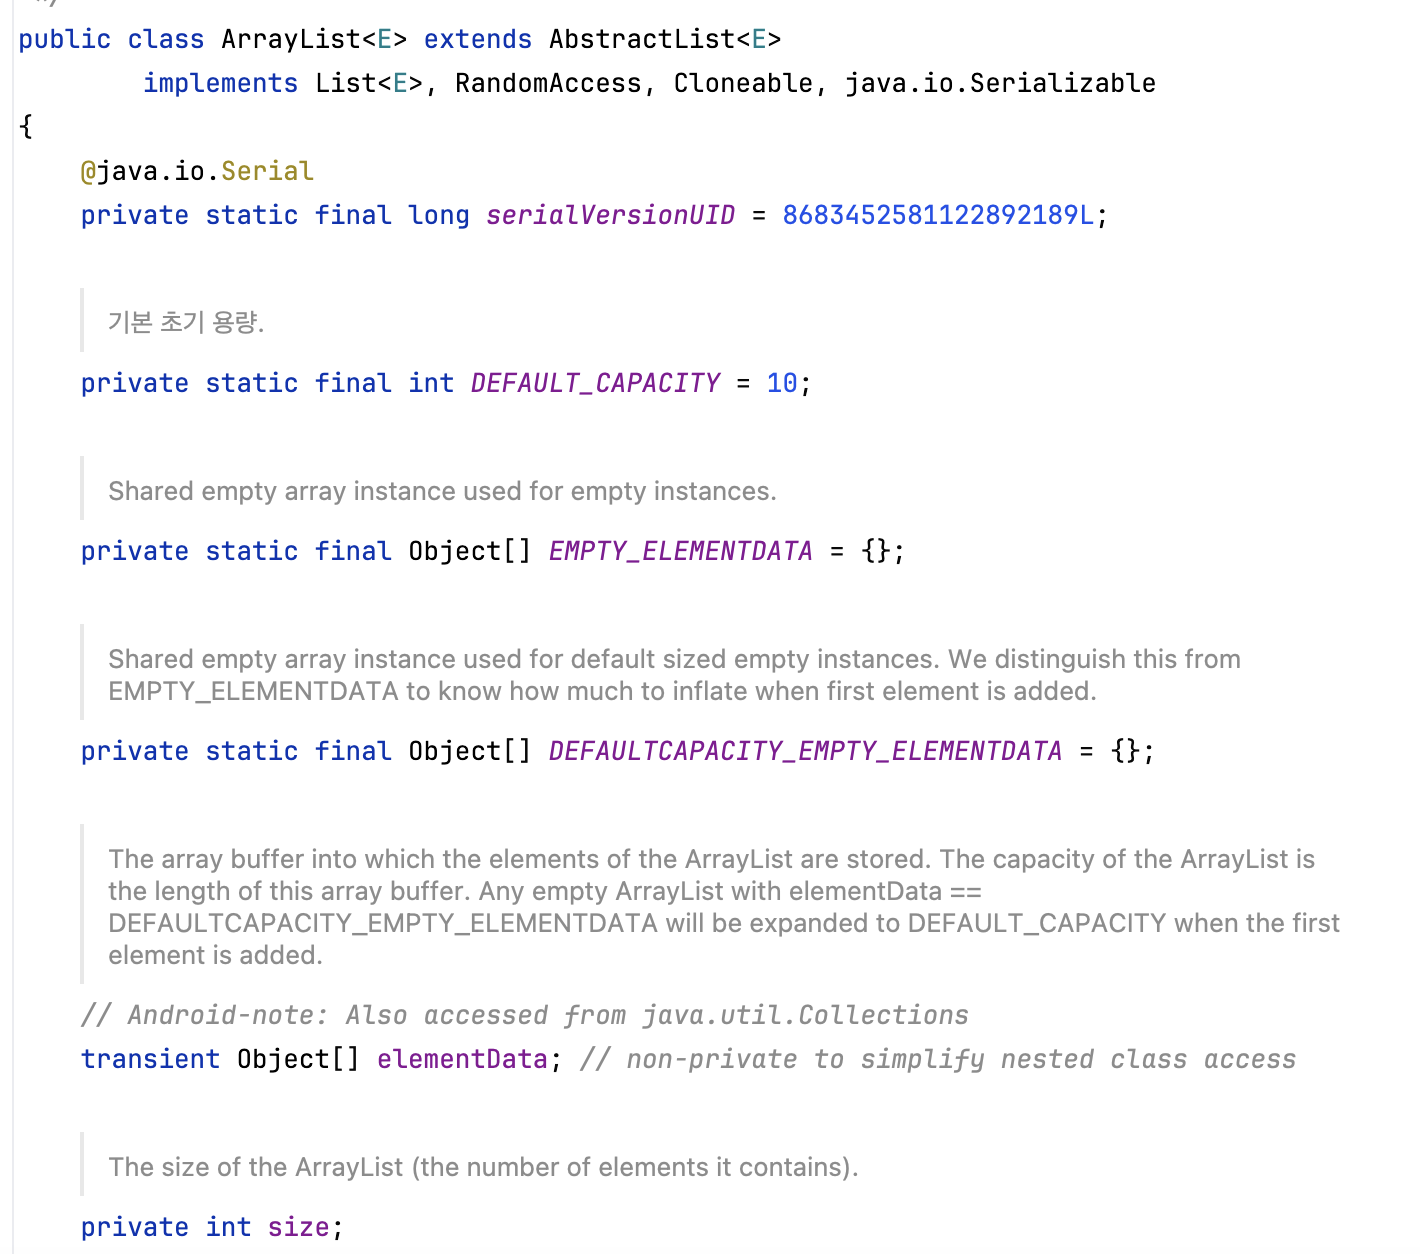 */
public class ArrayList<E> extends AbstractList<E>
        implements List<E>, RandomAccess, Cloneable, java.io.Serializable
{
    @java.io.Serial
    private static final long serialVersionUID = 8683452581122892189L;
    기본 초기 용량.
    private static final int DEFAULT_CAPACITY = 10;
    Shared empty array instance used for empty instances.
    private static final Object[] EMPTY_ELEMENTDATA = {};
    Shared empty array instance used for default sized empty instances. We distinguish this from
    EMPTY_ELEMENTDATA to know how much to inflate when first element is added.
    private static final Object[] DEFAULTCAPACITY_EMPTY_ELEMENTDATA = {};
    The array buffer into which the elements of the ArrayList are stored. The capacity of the ArrayList is
    the length of this array buffer. Any empty ArrayList with elementData ==
    DEFAULTCAPACITY_EMPTY_ELEMENTDATA will be expanded to DEFAULT_CAPACITY when the first
    element is added.
    // Android-note: Also accessed from java.util.Collections
    transient Object[] elementData; // non-private to simplify nested class access
    The size of the ArrayList (the number of elements it contains).
    private int size;